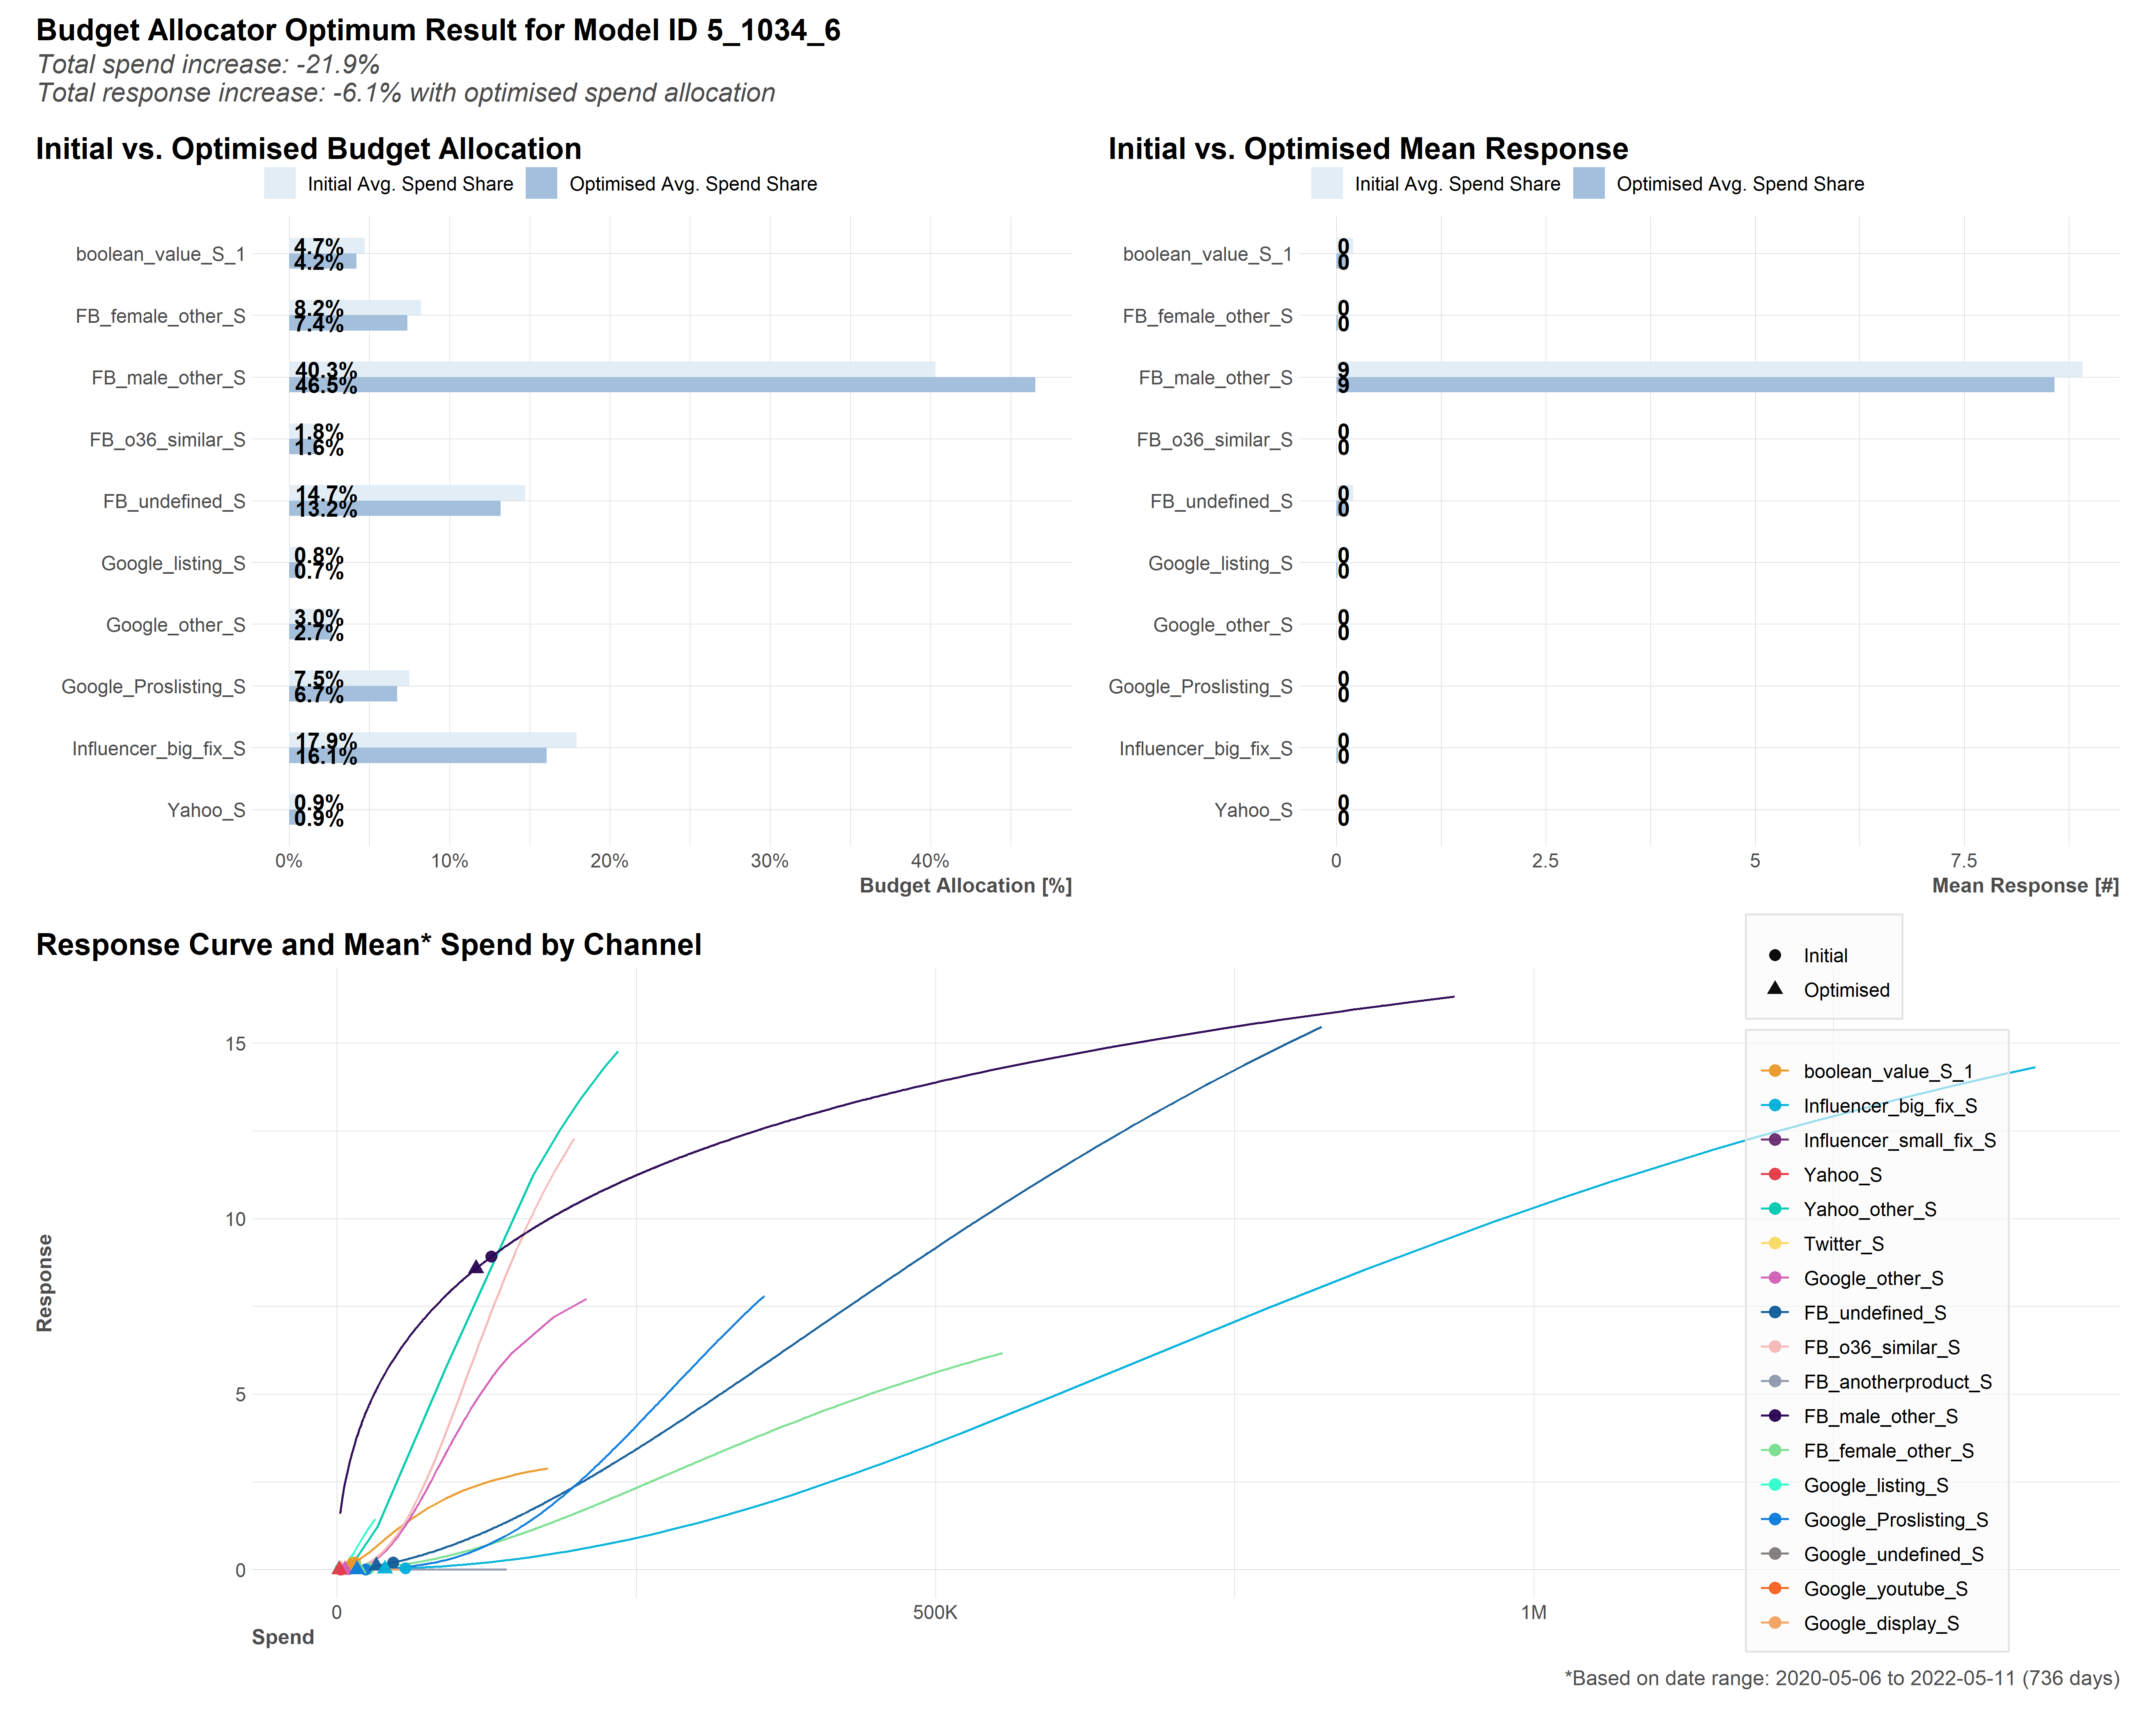 Budget Allocator Optimum Result for Model ID 5_1034_6
Total spend increase: -21.9%
Total response increase: -6.1% with optimised spend allocation
Initial vs. Optimised Budget Allocation
Initial Avg. Spend Share
Optimised Avg. Spend Share
boolean_value_S_1
4.7%
4.2%
FB_female_other_S
8.2%
7.4%
FB_male_other_S
40.3%
46.5%
FB_o36_similar_S
1.8%
1.6%
FB_undefined_S
14.7%
13.2%
Google_listing_S
0.8%
0.7%
Google_other_S
3.0%
2.7%
Google_Proslisting_S
7.5%
6.7%
Influencer_big_fix_S
17.9%
16.1%
Yahoo_S
0.9%
0.9%
0%
10%
20%
30%
40%
Budget Allocation [%]
Initial vs. Optimised Mean Response
Initial Avg. Spend Share
Optimised Avg. Spend Share
boolean_value_S_1
0
0
FB_female_other_S
0
0
FB_male_other_S
9
9
FB_o36_similar_S
0
0
FB_undefined_S
0
0
Google_listing_S
0
0
Google_other_S
0
0
Google_Proslisting_S
0
0
Influencer_big_fix_S
0
0
Yahoo_S
0
0
0
2.5
5
7.5
Mean Response [#]
Response Curve and Mean* Spend by Channel
Response
15
10
5
0
0
500K
1M
Spend
Initial
Optimised
boolean_value_S_1
Influencer_big_fix_S
Influencer_small_fix_S
Yahoo_S
Yahoo_other_S
Twitter_S
Google_other_S
FB_undefined_S
FB_o36_similar_S
FB_anotherproduct_S
FB_male_other_S
FB_female_other_S
Google_listing_S
Google_Proslisting_S
Google_undefined_S
Google_youtube_S
Google_display_S
*Based on date range: 2020-05-06 to 2022-05-11 (736 days)